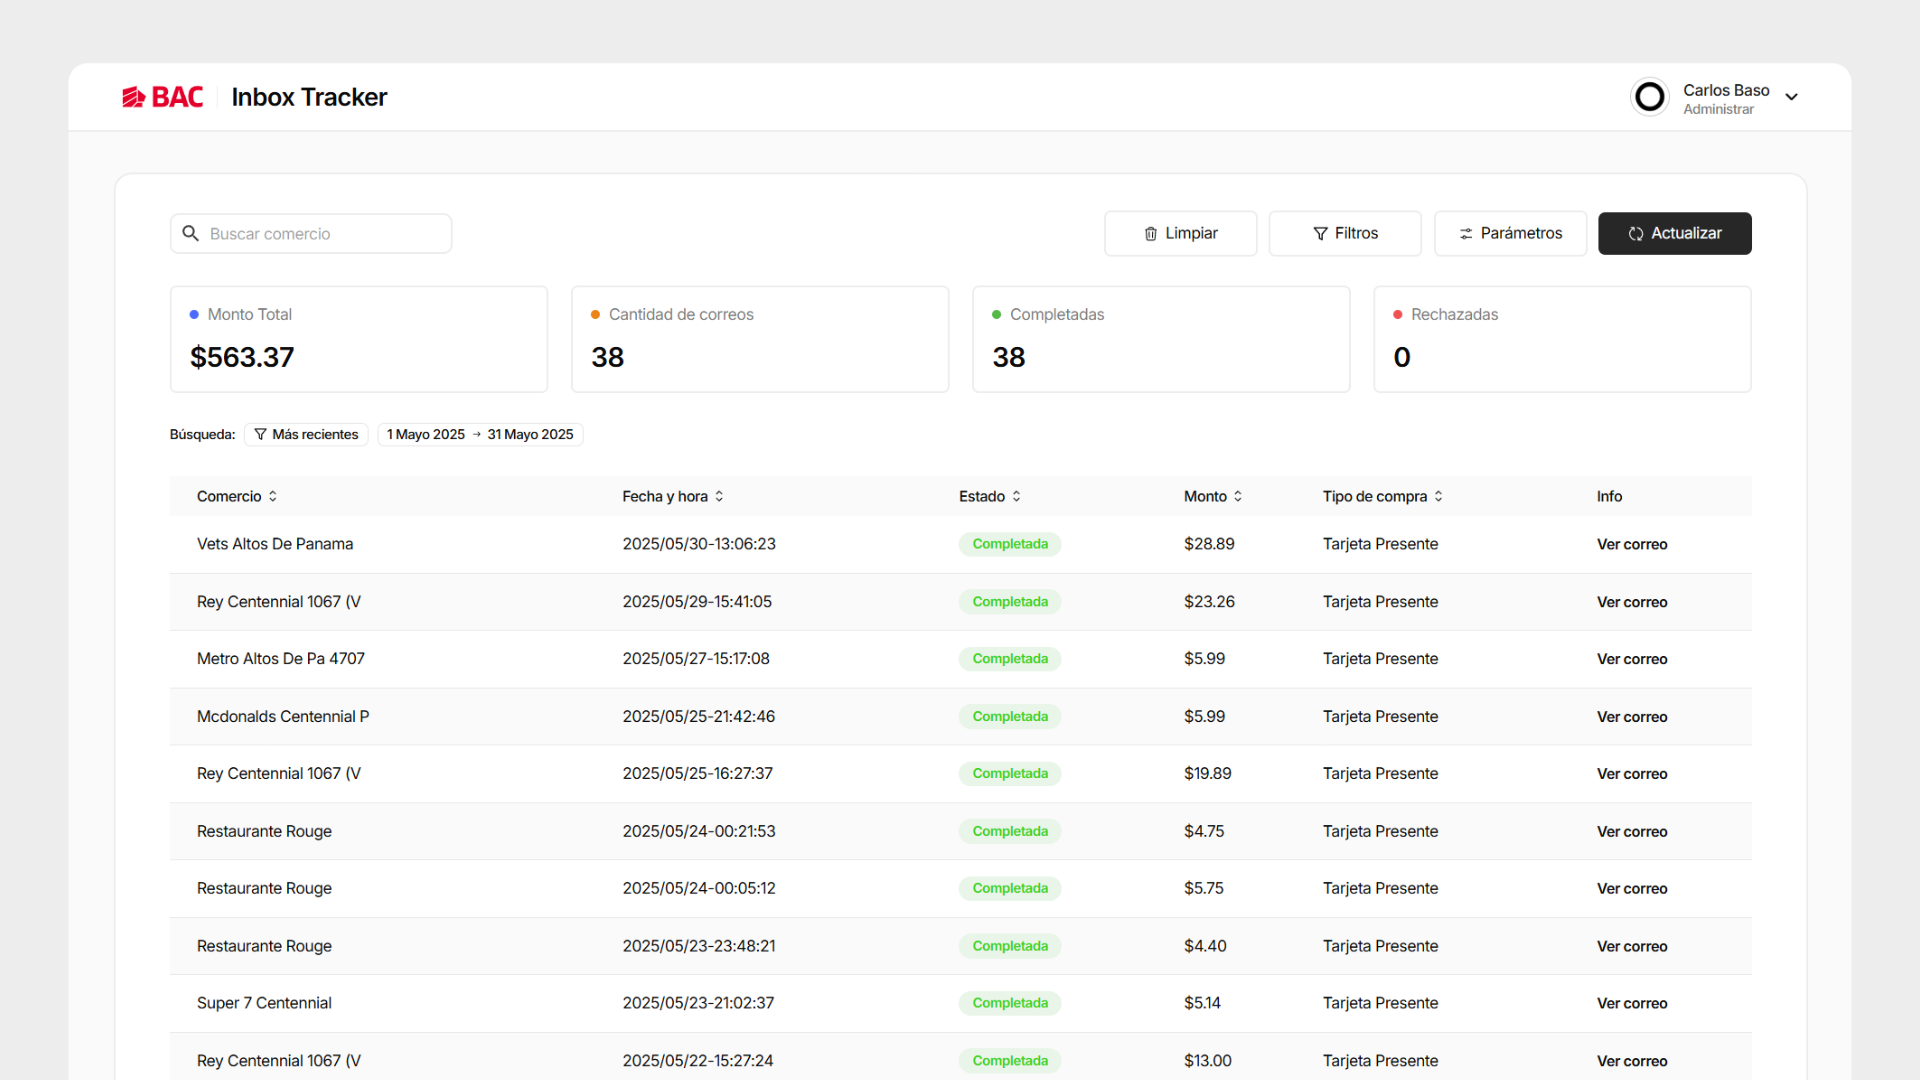 BAC Inbox Tracker
Carlos Baso
Administrar
Buscar comercio
Limpiar
Filtros
Parámetros
Actualizar
Monto Total
$563.37
Cantidad de correos
38
Completadas
38
Rechazadas
0
Búsqueda: Más recientes 1 Mayo 2025 → 31 Mayo 2025
Comercio Fecha y hora Estado Monto Tipo de compra Info
Vets Altos De Panama 2025/05/30-13:06:23 Completada $28.89 Tarjeta Presente Ver correo
Rey Centennial 1067 (V 2025/05/29-15:41:05 Completada $23.26 Tarjeta Presente Ver correo
Metro Altos De Pa 4707 2025/05/27-15:17:08 Completada $5.99 Tarjeta Presente Ver correo
Mcdonalds Centennial P 2025/05/25-21:42:46 Completada $5.99 Tarjeta Presente Ver correo
Rey Centennial 1067 (V 2025/05/25-16:27:37 Completada $19.89 Tarjeta Presente Ver correo
Restaurante Rouge 2025/05/24-00:21:53 Completada $4.75 Tarjeta Presente Ver correo
Restaurante Rouge 2025/05/24-00:05:12 Completada $5.75 Tarjeta Presente Ver correo
Restaurante Rouge 2025/05/23-23:48:21 Completada $4.40 Tarjeta Presente Ver correo
Super 7 Centennial 2025/05/23-21:02:37 Completada $5.14 Tarjeta Presente Ver correo
Rey Centennial 1067 (V 2025/05/22-15:27:24 Completada $13.00 Tarjeta Presente Ver correo